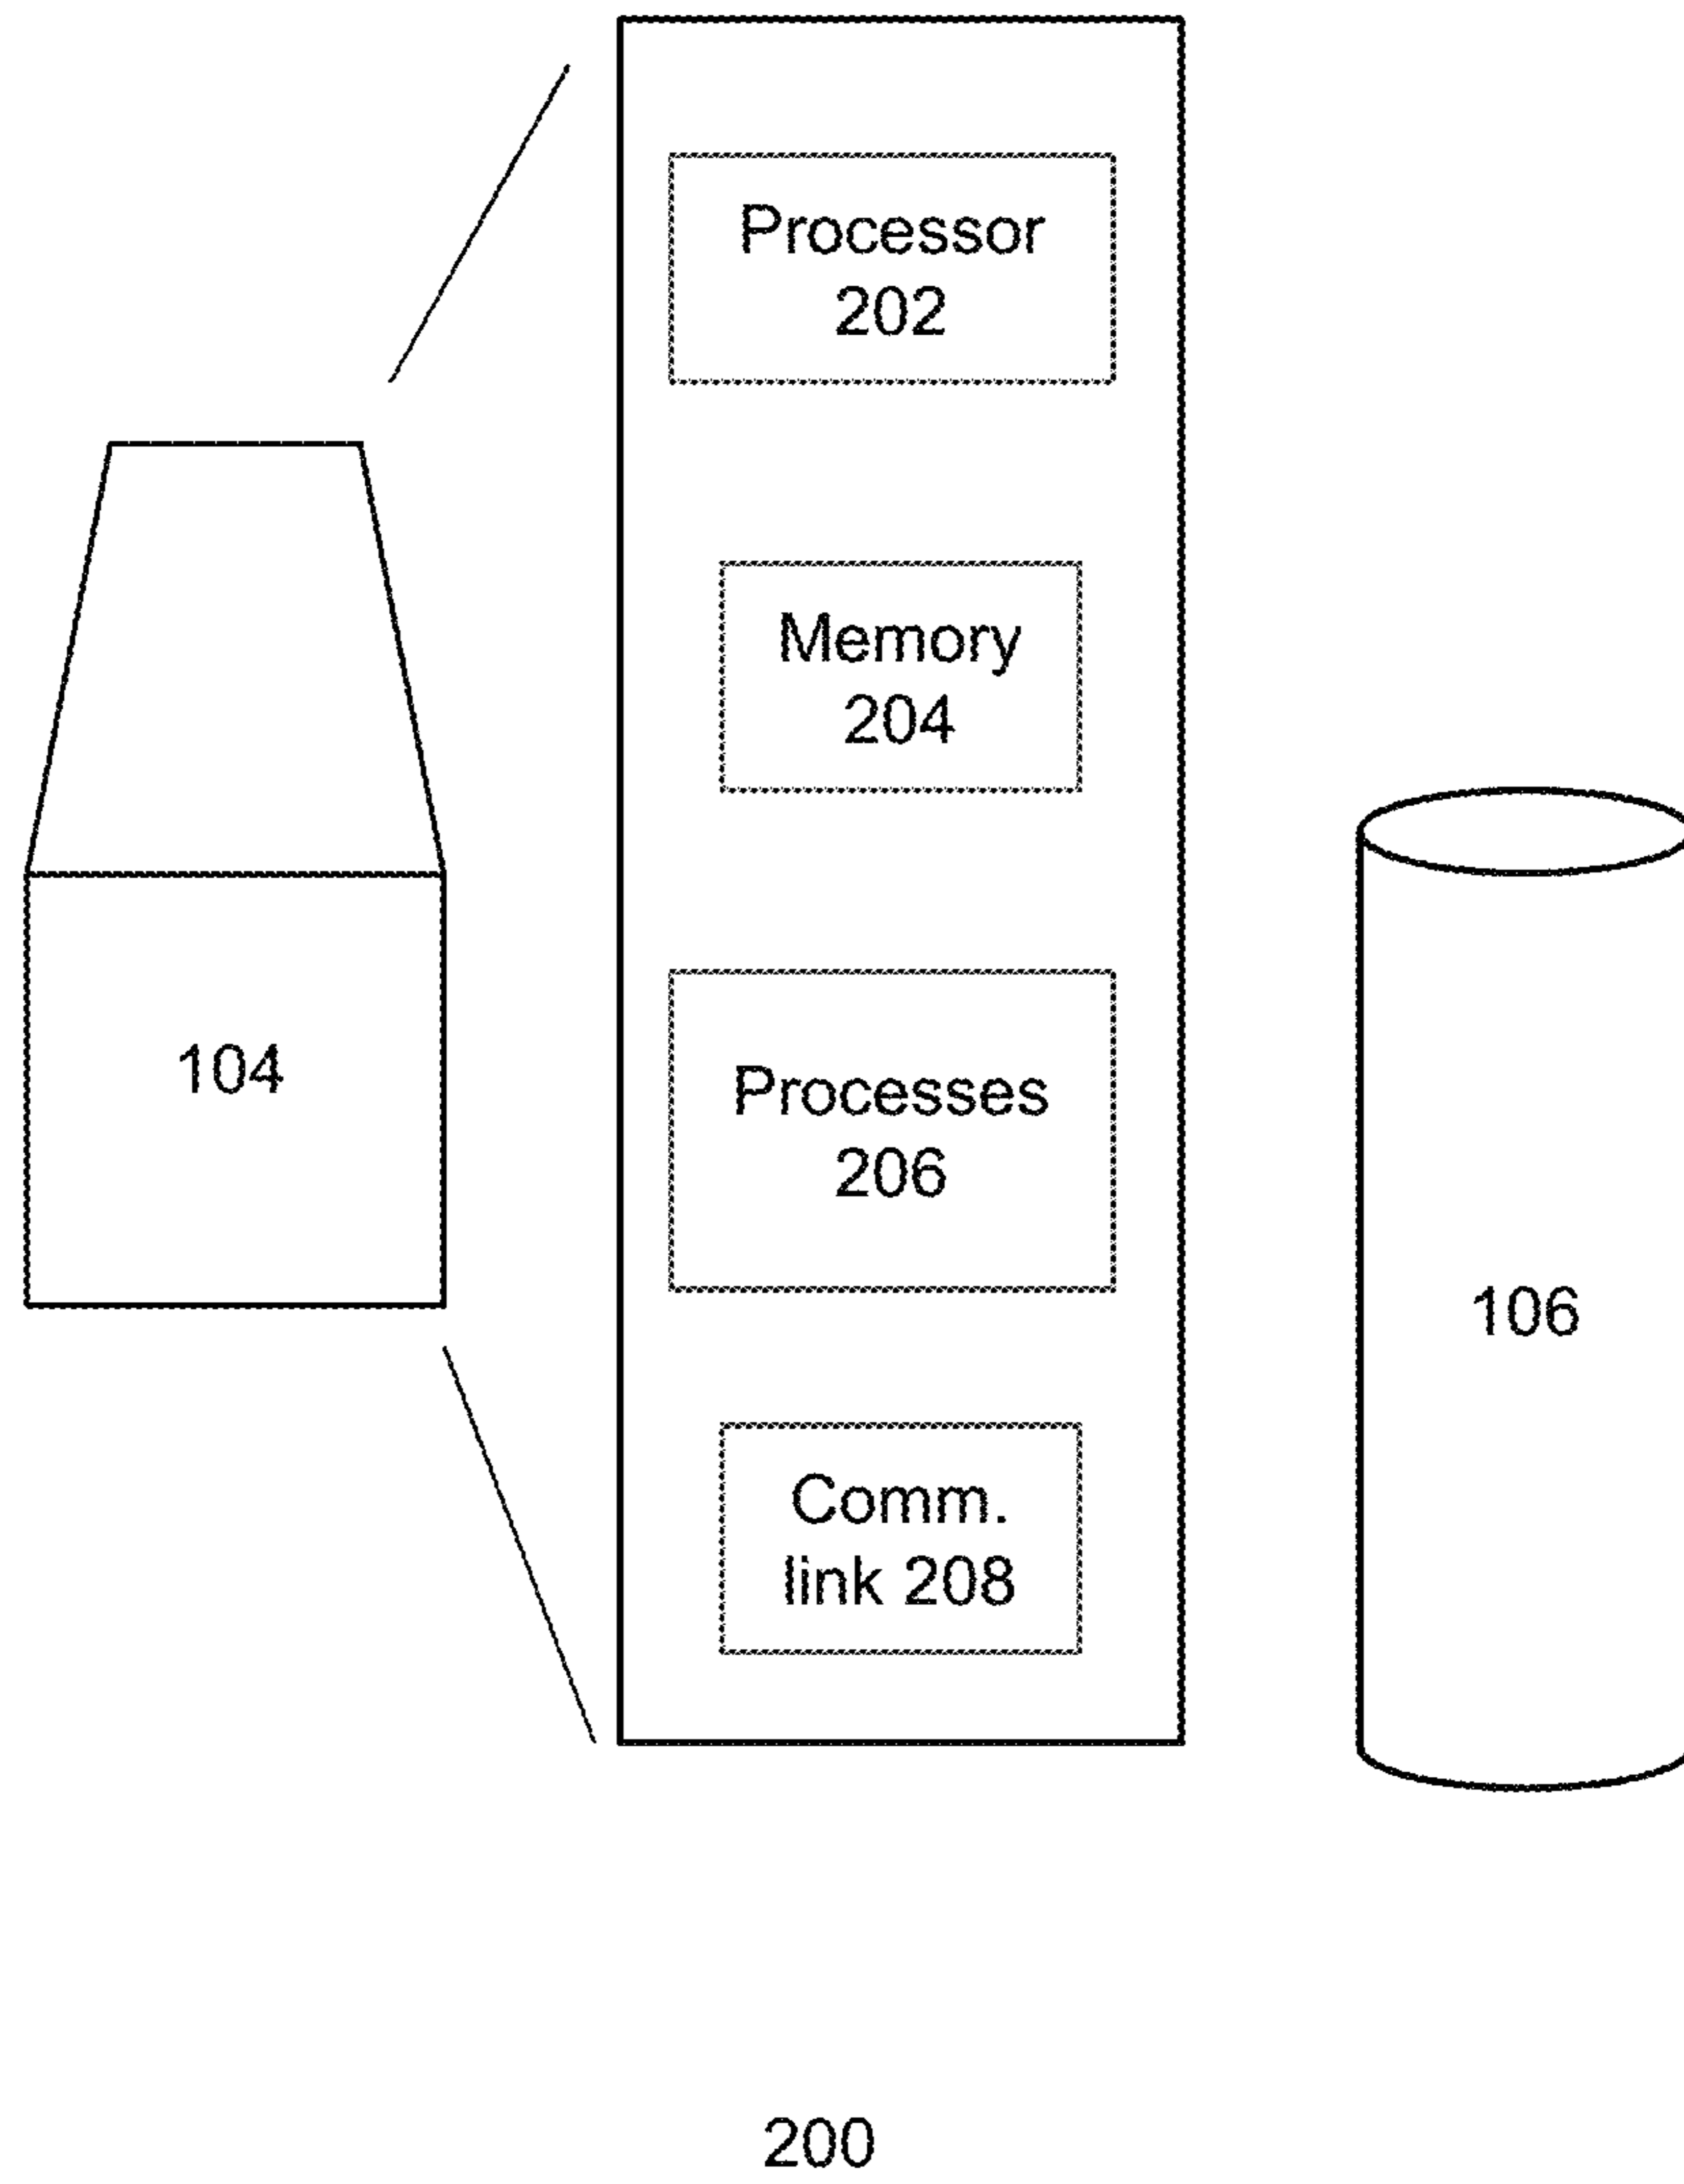 Processor
202
Memory
204
104
Processes
206
106
Comm.
link 208
200